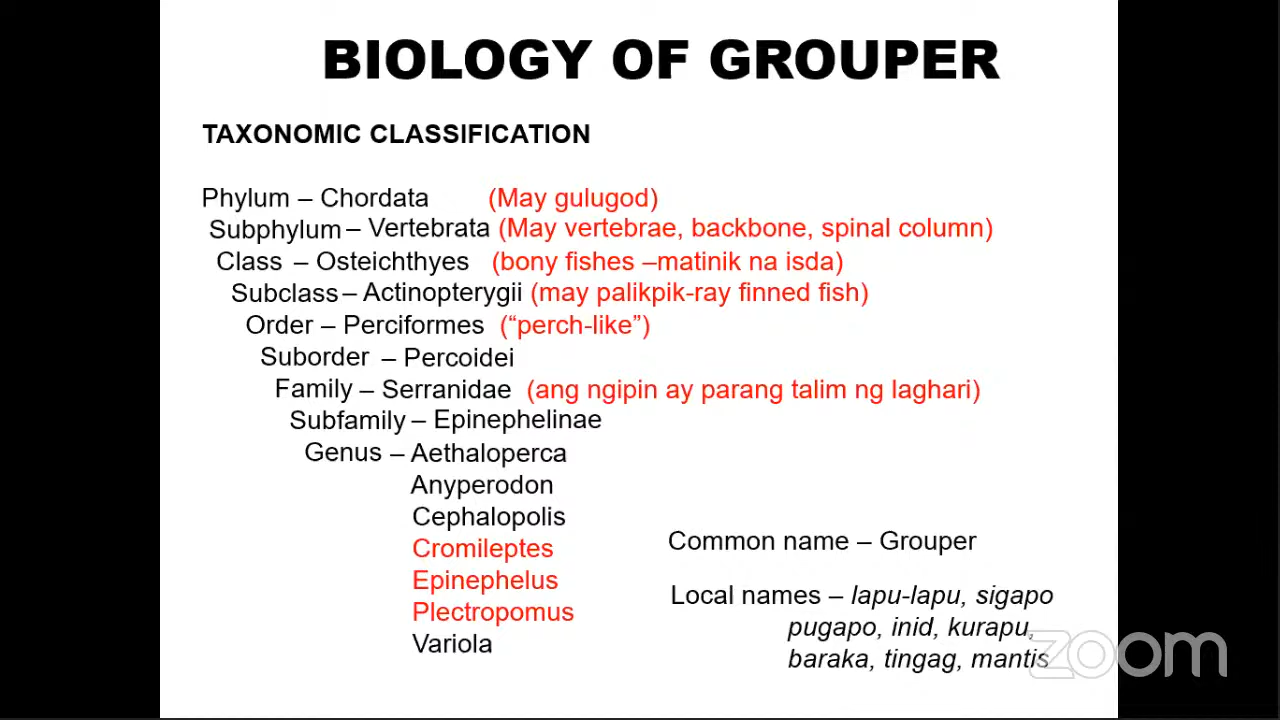 BIOLOGY OF GROUPER
TAXONOMIC CLASSIFICATION
Phylum – Chordata (May gulugod)
Subphylum – Vertebrata (May vertebrae, backbone, spinal column)
Class – Osteichthyes (bony fishes –matinik na isda)
Subclass – Actinopterygii (may palikpik-ray finned fish)
Order – Perciformes (“perch-like”)
Suborder – Percoidei
Family – Serranidae (ang ngipin ay parang talim ng laghari)
Subfamily – Epinephelinae
Genus – Aethaloperca
Anyperodon
Cephalopolis
Cromileptes
Epinephelus
Plectropomus
Variola
Common name – Grouper
Local names – lapu-lapu, sigapo
pugapo, inid, kurapu,
baraka, tingag, mantis
zoom